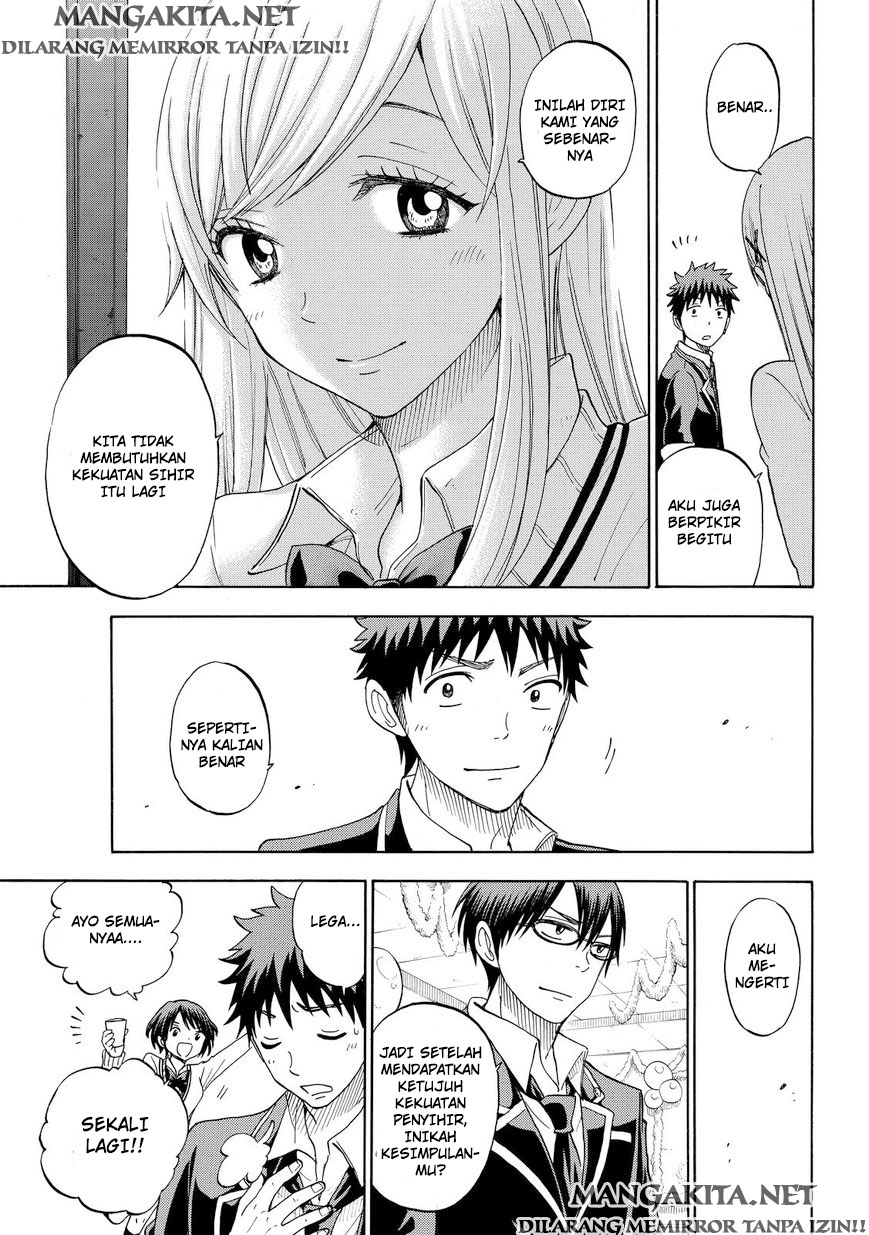 MANGAKITA.NET
DILARANG MEMIRROR TANPA IZIN!!
BENAR..
AKU JUGA
BERPIKIR
BEGITU
INILAH DIRI
KAMI YANG
SEBENAR-
NYA
KITA TIDAK
MEMBUTUHKAN
KEKUATAN SIHIR
ITU LAGI
SEPERTI-
NYA KALIAN
BENAR
AKU
ME-
NGERTI
JADI SETELAH
MENDAPATKAN
KETUJUH
KEKUATAN
PENYIHIR,
INIKAH
KESIMPULAN-
MU?
LEGA...
AYO SEMUA-
NYAA....
SEKALI
LAGI!!
MANGAKITA.NET
DILARANG MEMIRROR TANPA IZIN!!